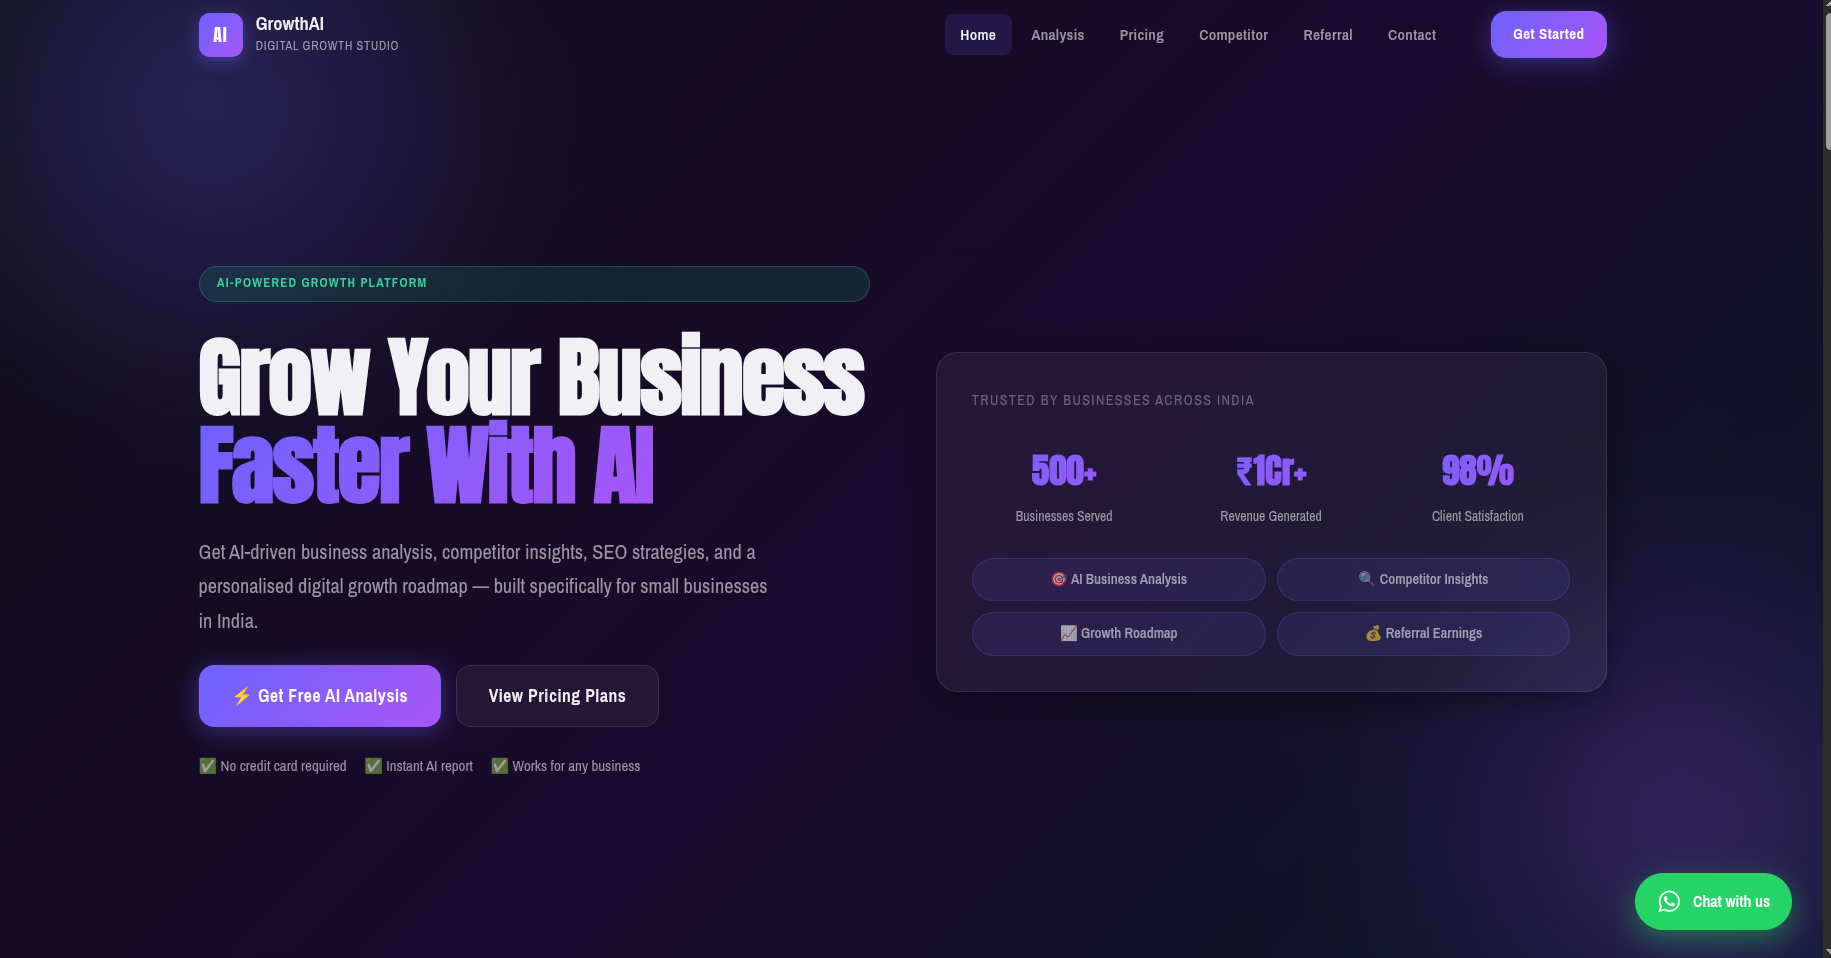 AI
GrowthAI
DIGITAL GROWTH STUDIO
Home
Analysis
Pricing
Competitor
Referral
Contact
Get Started
AI-POWERED GROWTH PLATFORM
Grow Your Business
Faster With AI
Get AI-driven business analysis, competitor insights, SEO strategies, and a
personalised digital growth roadmap — built specifically for small businesses
in India.
⚡ Get Free AI Analysis
View Pricing Plans
✅ No credit card required
✅ Instant AI report
✅ Works for any business
TRUSTED BY BUSINESSES ACROSS INDIA
500+
Businesses Served
₹1Cr+
Revenue Generated
98%
Client Satisfaction
🎯 AI Business Analysis
🔍 Competitor Insights
📈 Growth Roadmap
💰 Referral Earnings
Chat with us